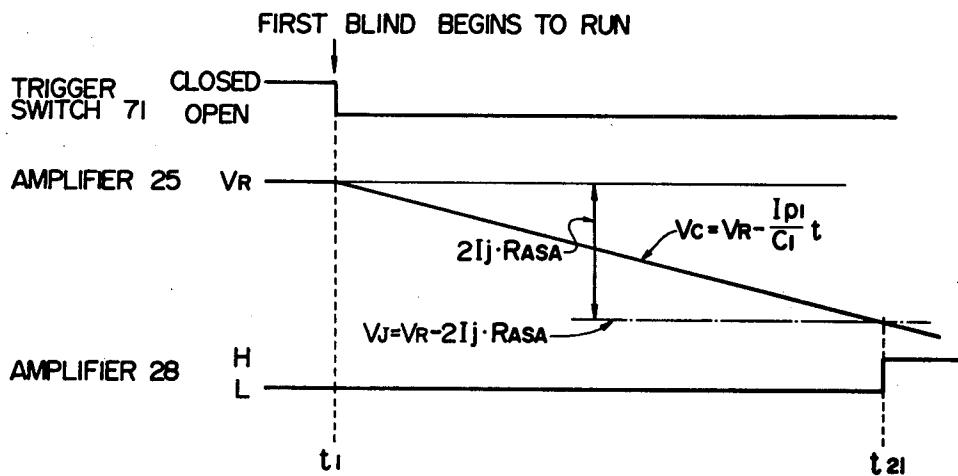 FIRST BLIND BEGINS TO RUN
TRIGGER SWITCH 71
CLOSED
OPEN
AMPLIFIER 25 VR
2Ij·RASA
VC=VR-Ip1/C1 t
VJ=VR-2Ij·RASA
AMPLIFIER 28
H
L
t1
t21